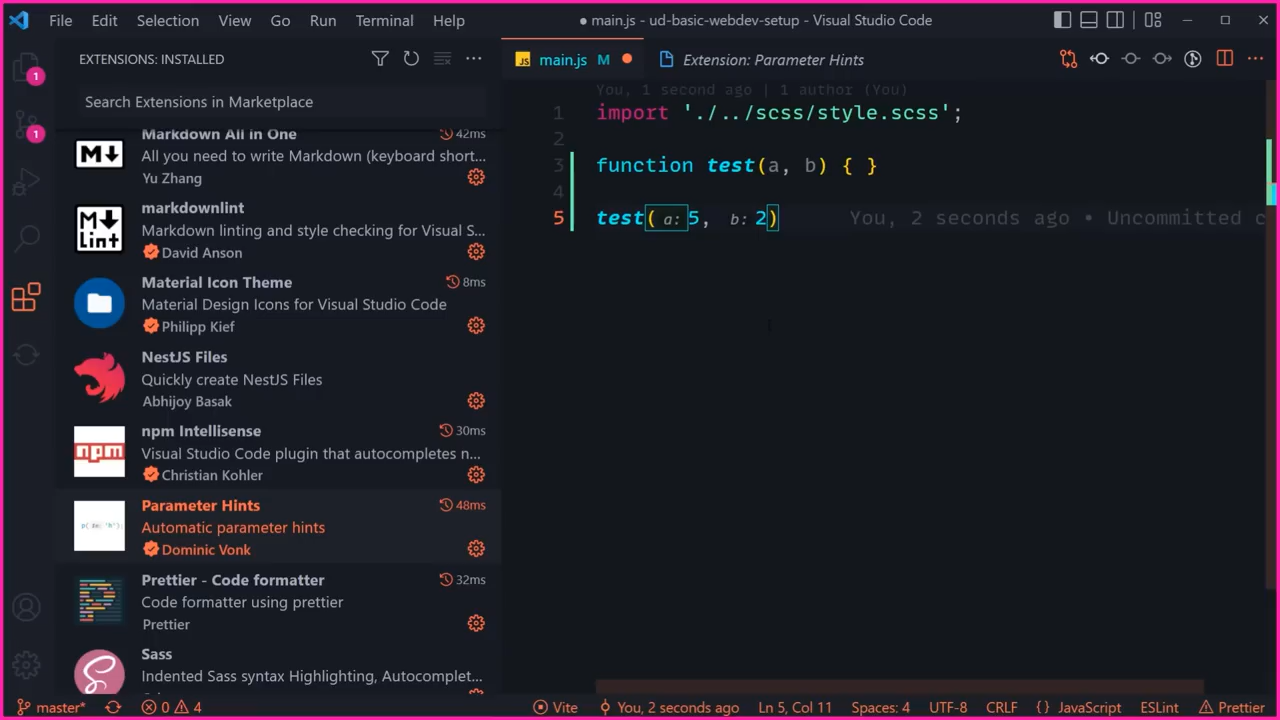 File Edit Selection View Go Run Terminal Help
● main.js - ud-basic-webdev-setup - Visual Studio Code
EXTENSIONS: INSTALLED
Search Extensions in Marketplace
1
1
Markdown All in One 42ms
All you need to write Markdown (keyboard short...
Yu Zhang
markdownlint
Markdown linting and style checking for Visual S...
David Anson
Material Icon Theme 8ms
Material Design Icons for Visual Studio Code
Philipp Kief
NestJS Files
Quickly create NestJS Files
Abhijoy Basak
npm Intellisense 30ms
Visual Studio Code plugin that autocompletes n...
Christian Kohler
Parameter Hints 48ms
Automatic parameter hints
Dominic Vonk
Prettier - Code formatter 32ms
Code formatter using prettier
Prettier
Sass
Indented Sass syntax Highlighting, Autocomplet...
JS main.js M
Extension: Parameter Hints
You, 1 second ago | 1 author (You)
1 import './../scss/style.scss';
2
3 function test(a, b) { }
4
5 test( a: 5, b: 2) You, 2 seconds ago • Uncommitted c
master* 0 4 Vite You, 2 seconds ago Ln 5, Col 11 Spaces: 4 UTF-8 CRLF {} JavaScript ESLint Prettier